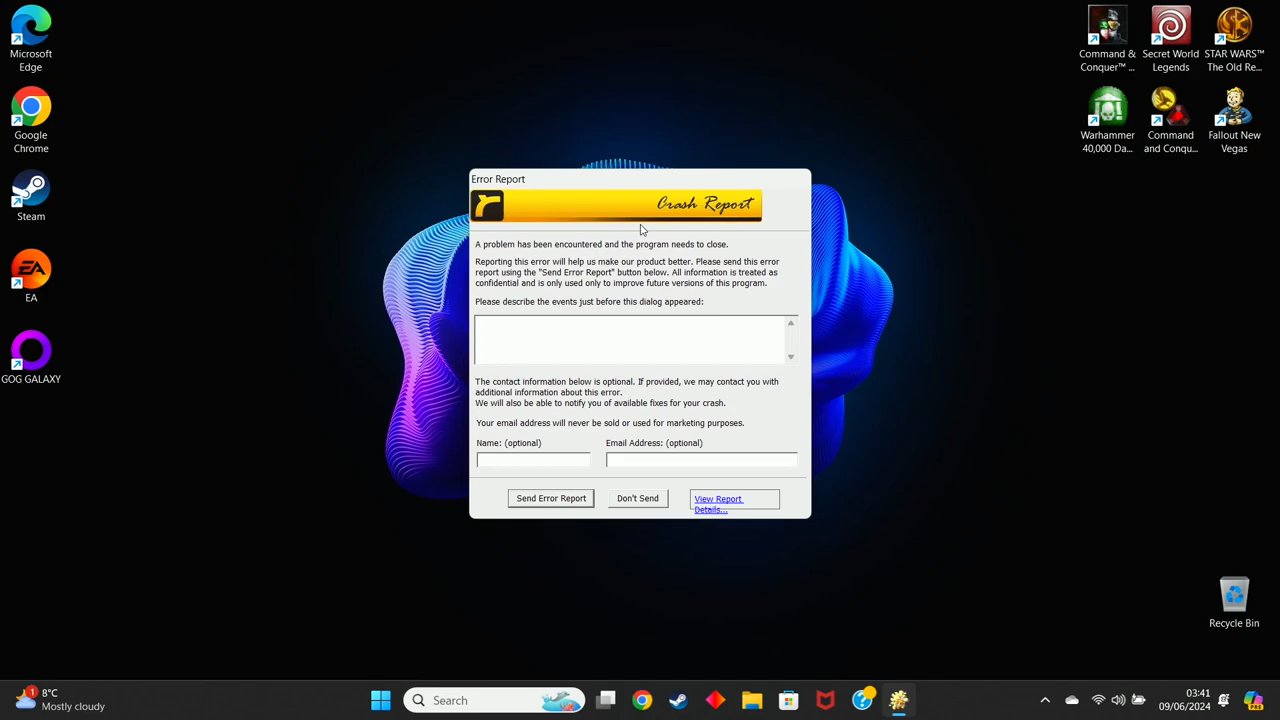 Microsoft
Edge
Google
Chrome
Steam
EA
EA
GOG GALAXY
Command &
Conquer™ ...
Secret World
Legends
STAR WARS™
The Old Re...
Warhammer
40,000 Da...
Command
and Conqu...
Fallout New
Vegas
Error Report
Crash Report
A problem has been encountered and the program needs to close.
Reporting this error will help us make our product better. Please send this error
report using the "Send Error Report" button below. All information is treated as
confidential and is only used only to improve future versions of this program.
Please describe the events just before this dialog appeared:
The contact information below is optional. If provided, we may contact you with
additional information about this error.
We will also be able to notify you of available fixes for your crash.
Your email address will never be sold or used for marketing purposes.
Name: (optional)
Email Address: (optional)
Send Error Report
Don't Send
View Report
Details...
Recycle Bin
1
8°C
Mostly cloudy
Search
03:41
09/06/2024